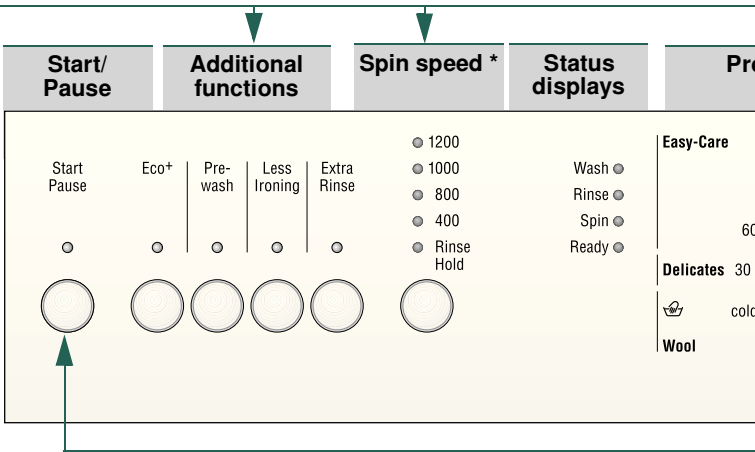 Start/
Pause
Additional
functions
Spin speed *
Status
displays
Start
Pause
Eco+
Pre-
wash
Less
Ironing
Extra
Rinse
1200
1000
800
400
Rinse
Hold
Wash
Rinse
Spin
Ready
Easy-Care
60
Delicates 30
Wool